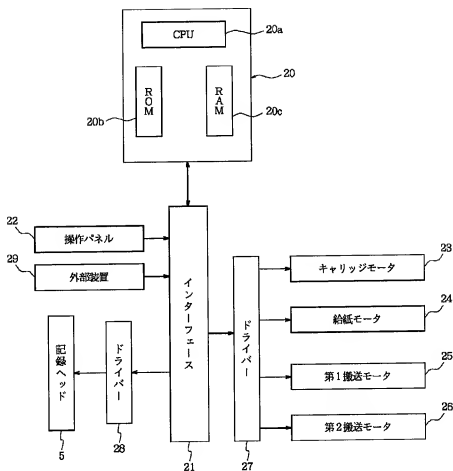 CPU
20a
20
ROM
RAM
20b
20c
22
操作パネル
29
外部装置
インターフェース
ドライバー
キャリッジモータ
23
給紙モータ
24
第1搬送モータ
25
第2搬送モータ
26
記録ヘッド
ドライバー
5
28
21
27